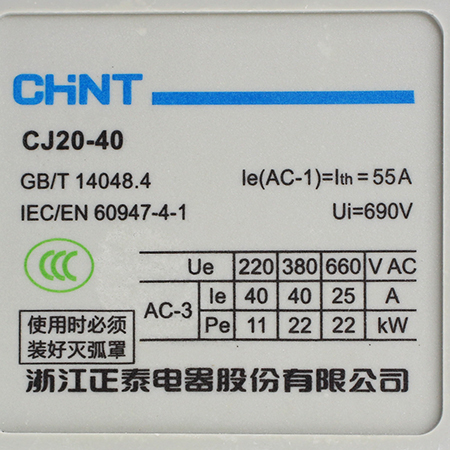 CHNT
CJ20-40
GB/T 14048.4
Ie(AC-1)=Ith=55A
IEC/EN 60947-4-1
Ui=690V
CCC
Ue 220 380 660 V AC
AC-3 Ie 40 40 25 A
Pe 11 22 22 kW
使用时必须
装好灭弧罩
浙江正泰电器股份有限公司